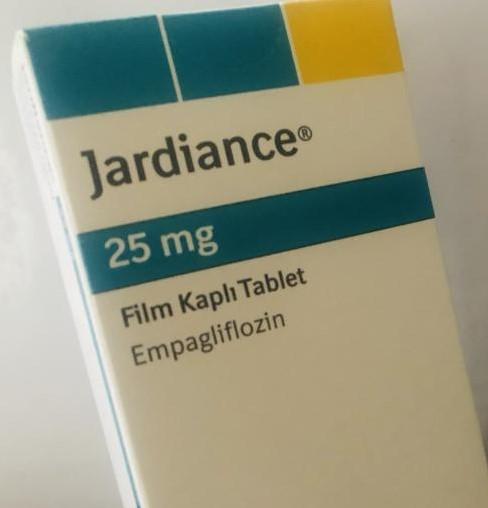 Jardiance®
25 mg
Film Kaplı Tablet
Empagliflozin